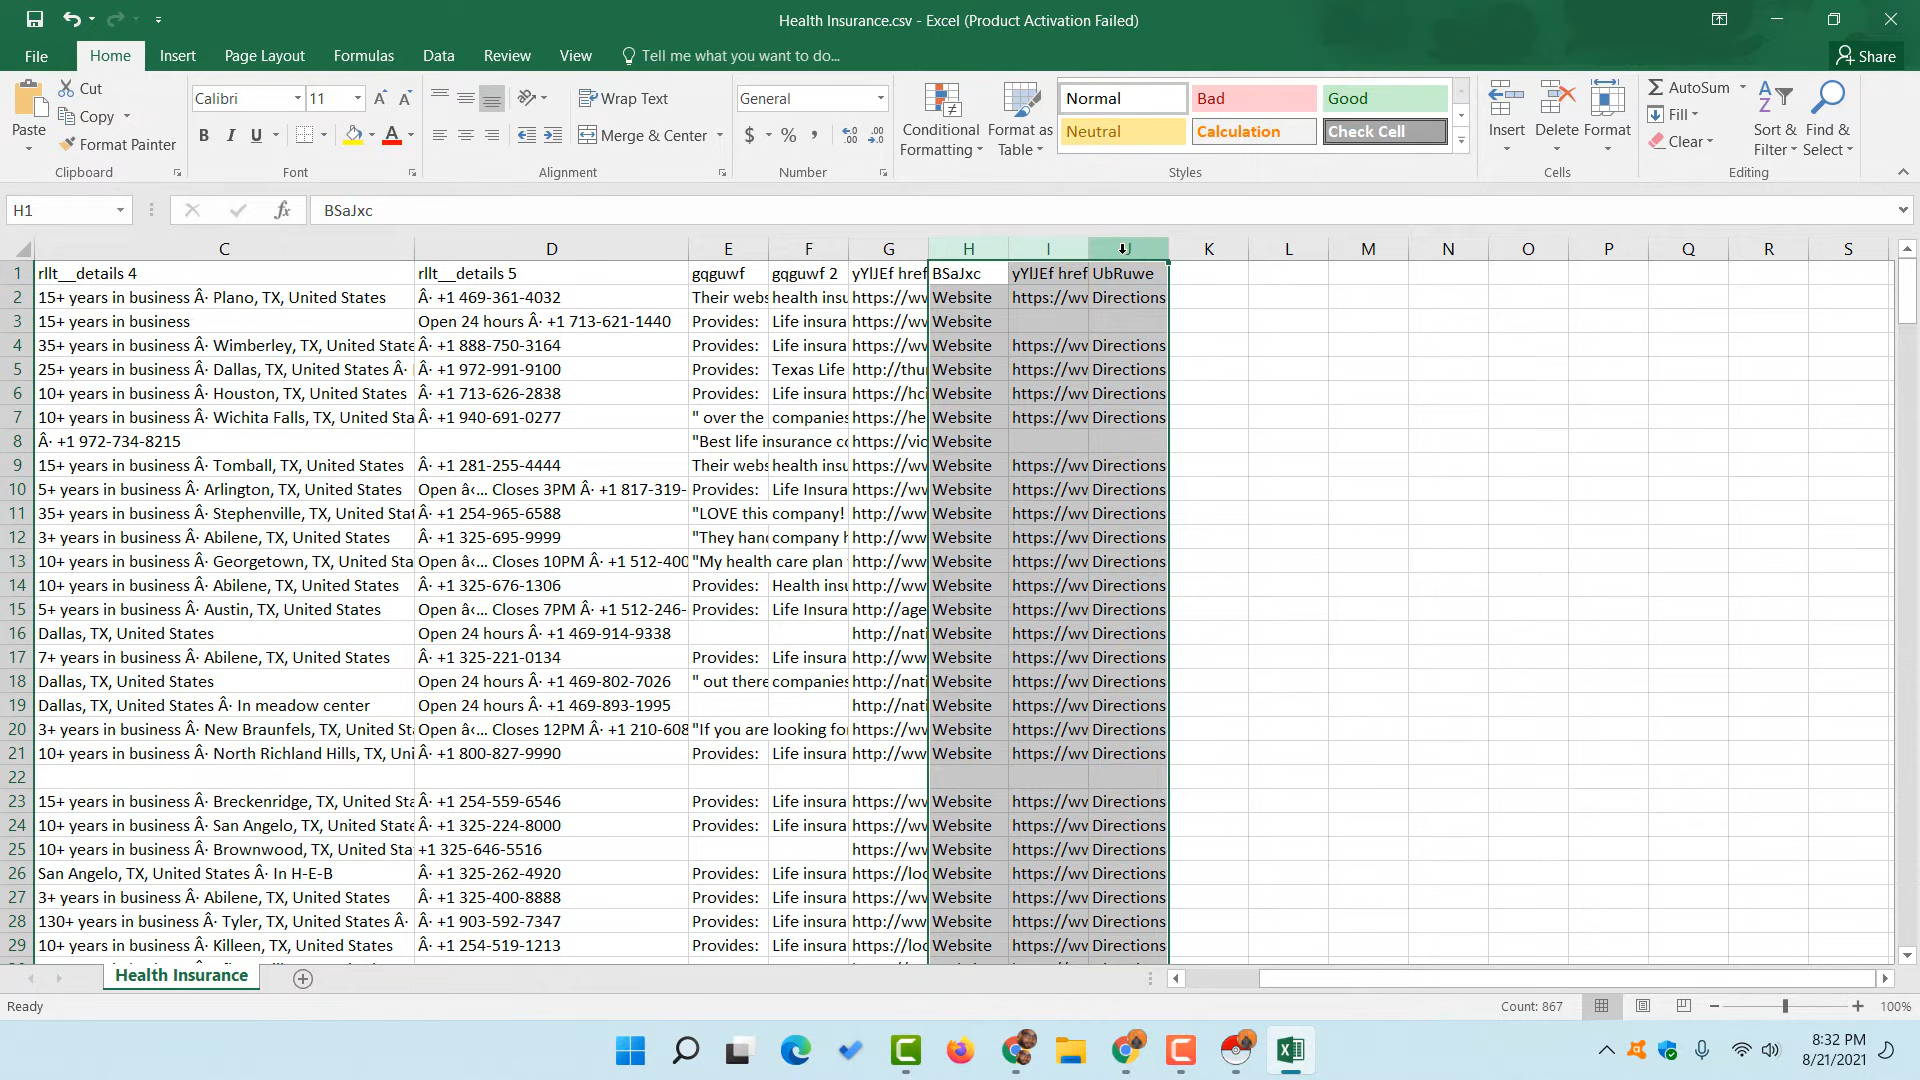 Health Insurance.csv - Excel (Product Activation Failed)
File Home Insert Page Layout Formulas Data Review View Tell me what you want to do... Share
Paste Cut Copy Format Painter Clipboard
Calibri 11 A A B I U A Font
Wrap Text Merge & Center Alignment
General $ % , Number
Conditional Formatting Format as Table
Normal Bad Good
Neutral Calculation Check Cell
Styles
Insert Delete Format Cells
AutoSum Fill Clear Sort & Filter Find & Select Editing
H1 fx BSaJxc
C D E F G H I J K L M N O P Q R S
1 rllt__details 4 rllt__details 5 gqguwf gqguwf 2 yYlJEf href BSaJxc yYlJEf href UbRuwe
2 15+ years in business Â· Plano, TX, United States Â· +1 469-361-4032 Their webs health insu https://wv Website https://wv Directions
3 15+ years in business Open 24 hours Â· +1 713-621-1440 Provides: Life insura https://wv Website
4 35+ years in business Â· Wimberley, TX, United State Â· +1 888-750-3164 Provides: Life insura https://wv Website https://wv Directions
5 25+ years in business Â· Dallas, TX, United States Â· Â· +1 972-991-9100 Provides: Texas Life http://thu Website https://wv Directions
6 10+ years in business Â· Houston, TX, United States Â· +1 713-626-2838 Provides: Life insura https://hci Website https://wv Directions
7 10+ years in business Â· Wichita Falls, TX, United Sta Â· +1 940-691-0277 " over the companies https://he Website https://wv Directions
8 Â· +1 972-734-8215 "Best life insurance co https://vic Website
9 15+ years in business Â· Tomball, TX, United States Â· +1 281-255-4444 Their webs health insu https://wv Website https://wv Directions
10 5+ years in business Â· Arlington, TX, United States Open â‹… Closes 3PM Â· +1 817-319- Provides: Life Insura https://wv Website https://wv Directions
11 35+ years in business Â· Stephenville, TX, United Stat Â· +1 254-965-6588 "LOVE this company! http://ww Website https://wv Directions
12 3+ years in business Â· Abilene, TX, United States Â· +1 325-695-9999 "They hand company h http://ww Website https://wv Directions
13 10+ years in business Â· Georgetown, TX, United Sta Open â‹… Closes 10PM Â· +1 512-400 "My health care plan http://ww Website https://wv Directions
14 10+ years in business Â· Abilene, TX, United States Â· +1 325-676-1306 Provides: Health insu http://ww Website https://wv Directions
15 5+ years in business Â· Austin, TX, United States Open â‹… Closes 7PM Â· +1 512-246- Provides: Life Insura http://age Website https://wv Directions
16 Dallas, TX, United States Open 24 hours Â· +1 469-914-9338 http://nati Website https://wv Directions
17 7+ years in business Â· Abilene, TX, United States Â· +1 325-221-0134 Provides: Life insura http://ww Website https://wv Directions
18 Dallas, TX, United States Open 24 hours Â· +1 469-802-7026 " out there companies http://nati Website https://wv Directions
19 Dallas, TX, United States Â· In meadow center Open 24 hours Â· +1 469-893-1995 http://nati Website https://wv Directions
20 3+ years in business Â· New Braunfels, TX, United St Open â‹… Closes 12PM Â· +1 210-608 "If you are looking fo http://ww Website https://wv Directions
21 10+ years in business Â· North Richland Hills, TX, Uni Â· +1 800-827-9990 Provides: Life insura http://ww Website https://wv Directions
22
23 15+ years in business Â· Breckenridge, TX, United Sta Â· +1 254-559-6546 Provides: Life insura https://wv Website https://wv Directions
24 10+ years in business Â· San Angelo, TX, United State Â· +1 325-224-8000 Provides: Life insura https://wv Website https://wv Directions
25 10+ years in business Â· Brownwood, TX, United Sta +1 325-646-5516 https://wv Website https://wv Directions
26 San Angelo, TX, United States Â· In H-E-B Â· +1 325-262-4920 Provides: Life insura https://loc Website https://wv Directions
27 3+ years in business Â· Abilene, TX, United States Â· +1 325-400-8888 Provides: Life insura http://ww Website https://wv Directions
28 130+ years in business Â· Tyler, TX, United States Â· Â· +1 903-592-7347 Provides: Life insura http://ww Website https://wv Directions
29 10+ years in business Â· Killeen, TX, United States Â· +1 254-519-1213 Provides: Life insura https://loc Website https://wv Directions
Health Insurance
Ready Count: 867 100%
8:32 PM
8/21/2021